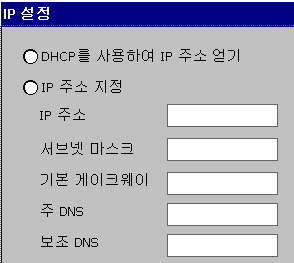 IP 설정
DHCP를 사용하여 IP 주소 얻기
IP 주소 지정
IP 주소
서브넷 마스크
기본 게이크웨이
주 DNS
보조 DNS